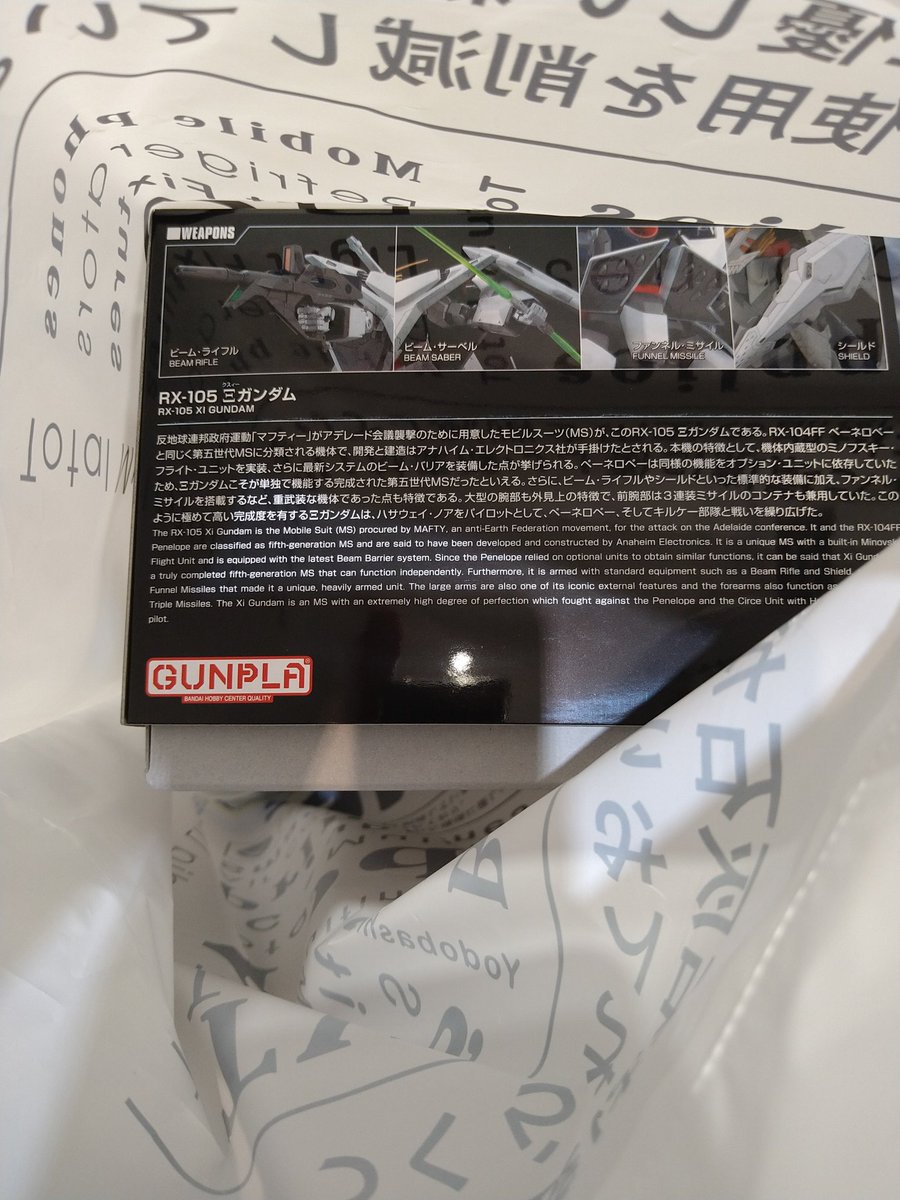 使用を削減し
Mobile Ph
ones
WEAPONS
ビーム・ライフル
BEAM RIFLE
ビーム・サーベル
BEAM SABER
ファンネル・ミサイル
FUNNEL MISSILE
シールド
SHIELD
クスィー
RX-105 Ξガンダム
RX-105 XI GUNDAM
反地球連邦政府運動「マフティー」がアデレード会議襲撃のために用意したモビルスーツ(MS)が、このRX-105 Ξガンダムである。RX-104FF ペーネロペー
と同じく第五世代MSに分類される機体で、開発と建造はアナハイム・エレクトロニクス社が手掛けたとされる。本機の特徴として、機体内蔵型のミノフスキー・
フライト・ユニットを実装、さらに最新システムのビーム・バリアを装備した点が挙げられる。ペーネロペーは同様の機能をオプション・ユニットに依存していた
ため、Ξガンダムこそが単独で機能する完成された第五世代MSだったといえる。さらに、ビーム・ライフルやシールドといった標準的な装備に加え、ファンネル・
ミサイルを搭載するなど、重武装な機体であった点も特徴である。大型の腕部も外見上の特徴で、前腕部は3連装ミサイルのコンテナも兼用していた。この
ように極めて高い完成度を有するΞガンダムは、ハサウェイ・ノアをパイロットとして、ペーネロペー、そしてキルケー部隊と戦いを繰り広げた。
The RX-105 Xi Gundam is the Mobile Suit (MS) procured by MAFTY, an anti-Earth Federation movement, for the attack on the Adelaide conference. It and the RX-104FF
Penelope are classified as fifth-generation MS and are said to have been developed and constructed by Anaheim Electronics. It is a unique MS with a built-in Minovsk
Flight Unit and is equipped with the latest Beam Barrier system. Since the Penelope relied on optional units to obtain similar functions, it can be said that Xi Gun
a truly completed fifth-generation MS that can function independently. Furthermore, it is armed with standard equipment such as a Beam Rifle and Shield,
Funnel Missiles that made it a unique, heavily armed unit. The large arms are also one of its iconic external features and the forearms also function as
Triple Missiles. The Xi Gundam is an MS with an extremely high degree of perfection which fought against the Penelope and the Circe Unit with H
pilot.
GUNPLA
BANDAI HOBBY CENTER QUALITY
Yodobash